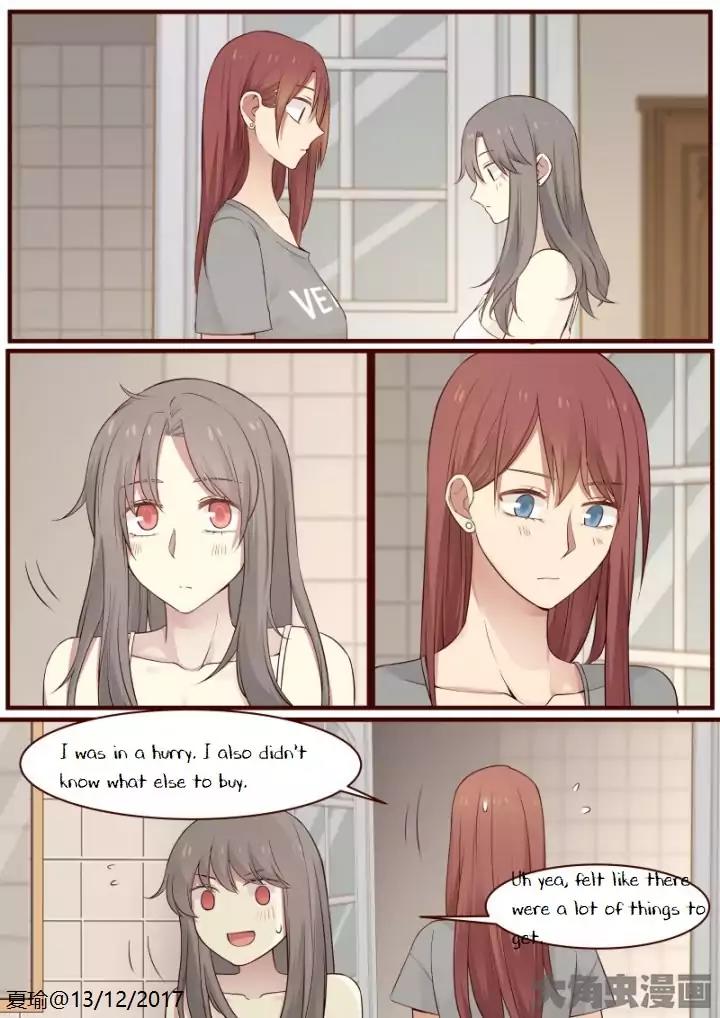 VET
I was in a hurry. I also didn't
know what else to buy.
Uh yea, felt like there
were a lot of things to
get.
夏瑜@13/12/2017
大角虫漫画